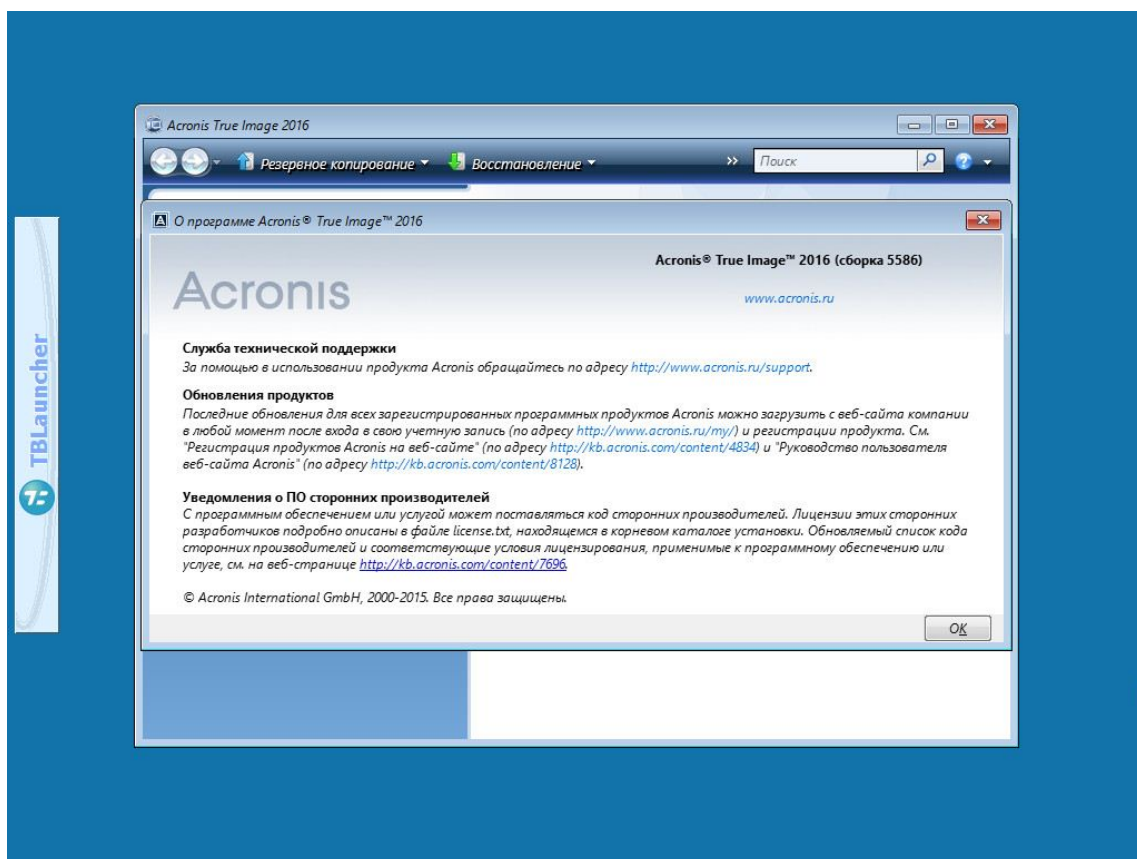 Acronis True Image 2016
Резервное копирование
Восстановление
»
Поиск
О программе Acronis® True Image™ 2016
Acronis® True Image™ 2016 (сборка 5586)
Acronis
www.acronis.ru
Служба технической поддержки
За помощью в использовании продукта Acronis обращайтесь по адресу http://www.acronis.ru/support.
Обновления продуктов
Последние обновления для всех зарегистрированных программных продуктов Acronis можно загрузить с веб-сайта компании
в любой момент после входа в свою учетную запись (по адресу http://www.acronis.ru/my/) и регистрации продукта. См.
"Регистрация продуктов Acronis на веб-сайте" (по адресу http://kb.acronis.com/content/4834) и "Руководство пользователя
веб-сайта Acronis" (по адресу http://kb.acronis.com/content/8128).
Уведомления о ПО сторонних производителей
С программным обеспечением или услугой может поставляться код сторонних производителей. Лицензии этих сторонних
разработчиков подробно описаны в файле license.txt, находящемся в корневом каталоге установки. Обновляемый список кода
сторонних производителей и соответствующие условия лицензирования, применимые к программному обеспечению или
услуге, см. на веб-странице http://kb.acronis.com/content/7696.
© Acronis International GmbH, 2000-2015. Все права защищены.
OK
TBLauncher